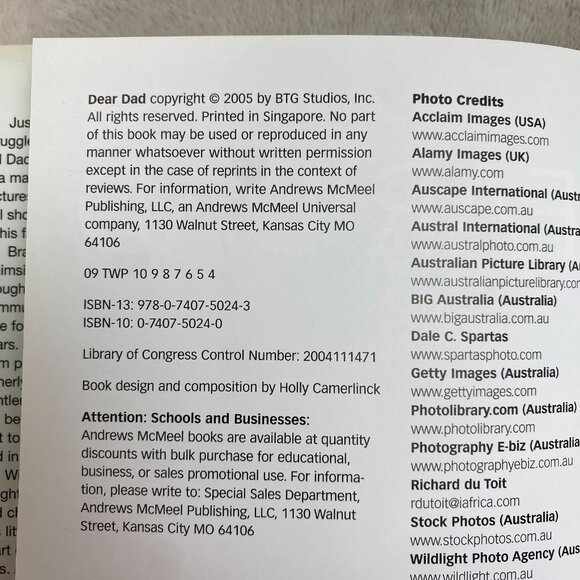 Dear Dad copyright © 2005 by BTG Studios, Inc.
All rights reserved. Printed in Singapore. No part
of this book may be used or reproduced in any
manner whatsoever without written permission
except in the case of reprints in the context of
reviews. For information, write Andrews McMeel
Publishing, LLC, an Andrews McMeel Universal
company, 1130 Walnut Street, Kansas City MO
64106
09 TWP 10 9 8 7 6 5 4
ISBN-13: 978-0-7407-5024-3
ISBN-10: 0-7407-5024-0
Library of Congress Control Number: 2004111471
Book design and composition by Holly Camerlinck
Attention: Schools and Businesses:
Andrews McMeel books are available at quantity
discounts with bulk purchase for educational,
business, or sales promotional use. For informa-
tion, please write to: Special Sales Department,
Andrews McMeel Publishing, LLC, 1130 Walnut
Street, Kansas City MO 64106
Photo Credits
Acclaim Images (USA)
www.acclaimimages.com
Alamy Images (UK)
www.alamy.com
Auscape International (Aust
www.auscape.com.au
Austral International (Austra
www.australphoto.com.au
Australian Picture Library (A
www.australianpicturelibrary.com
BIG Australia (Australia)
www.bigaustralia.com.au
Dale C. Spartas
www.spartasphoto.com
Getty Images (Australia)
www.gettyimages.com
Photolibrary.com (Australia)
www.photolibrary.com
Photography E-biz (Australia
www.photographyebiz.com.au
Richard du Toit
rdutoit@iafrica.com
Stock Photos (Australia)
www.stockphotos.com.au
Wildlight Photo Agency (Au
www.wildlight.com.au